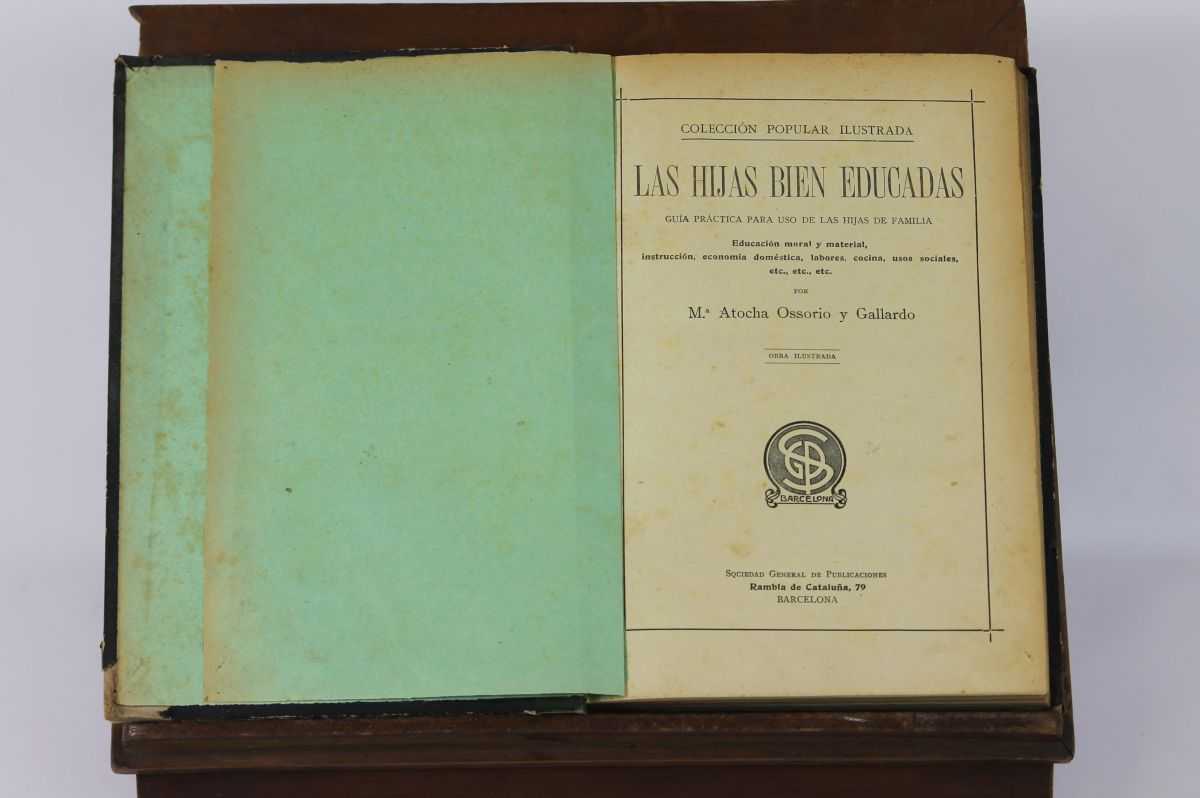 COLECCIÓN POPULAR ILUSTRADA
LAS HIJAS BIEN EDUCADAS
GUÍA PRÁCTICA PARA USO DE LAS HIJAS DE FAMILIA
Educación moral y material,
instrucción, economía doméstica, labores, cocina, usos sociales,
etc., etc., etc.
POR
M.ª Atocha Ossorio y Gallardo
OBRA ILUSTRADA
SGDP
BARCELONA
SOCIEDAD GENERAL DE PUBLICACIONES
Rambla de Cataluña, 79
BARCELONA